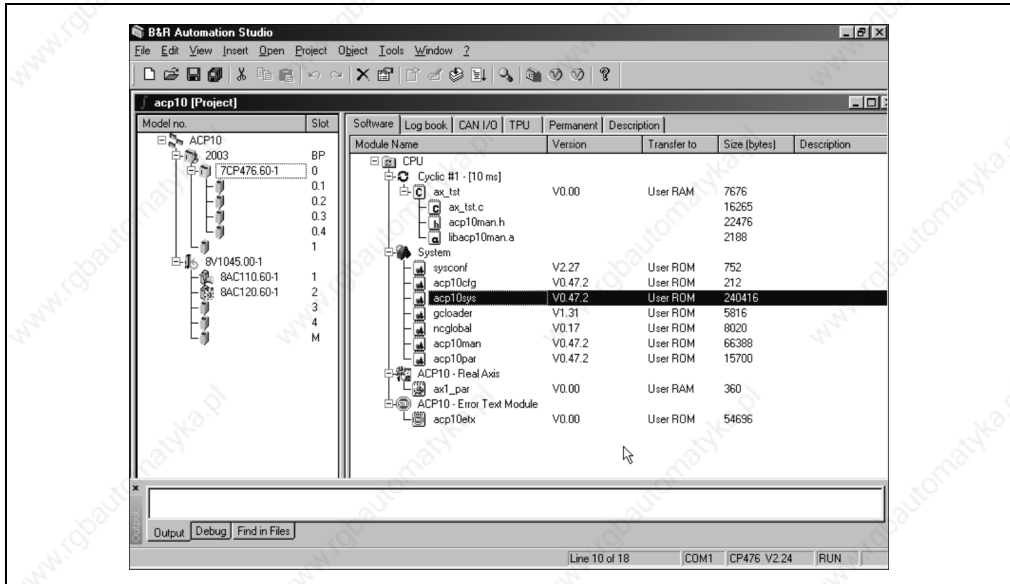 B&R Automation Studio
File Edit View Insert Open Project Object Tools Window ?
acp10 [Project]
Model no. Slot
ACP10
2003 BP
7CP476.60-1 0
0.1
0.2
0.3
0.4
1
8V1045.00-1
8AC110.60-1 1
8AC120.60-1 2
3
4
M
Software Log book CAN I/O TPU Permanent Description
Module Name Version Transfer to Size (bytes) Description
CPU
Cyclic #1 - [10 ms]
ax_tst V0.00 User RAM 7676
ax_tst.c 16265
acp10man.h 22476
libacp10man.a 2188
System
sysconf V2.27 User ROM 752
acp10cfg V0.47.2 User ROM 212
acp10sys V0.47.2 User ROM 240416
gcloader V1.31 User ROM 5816
ncglobal V0.17 User ROM 8020
acp10man V0.47.2 User ROM 66388
acp10par V0.47.2 User ROM 15700
ACP10 - Real Axis
ax1_par V0.00 User RAM 360
ACP10 - Error Text Module
acp10etx V0.00 User ROM 54696
Output
Output Debug Find in Files
Line 10 of 18 COM1 CP476 V2.24 RUN
www.rgbautomatyka.pl